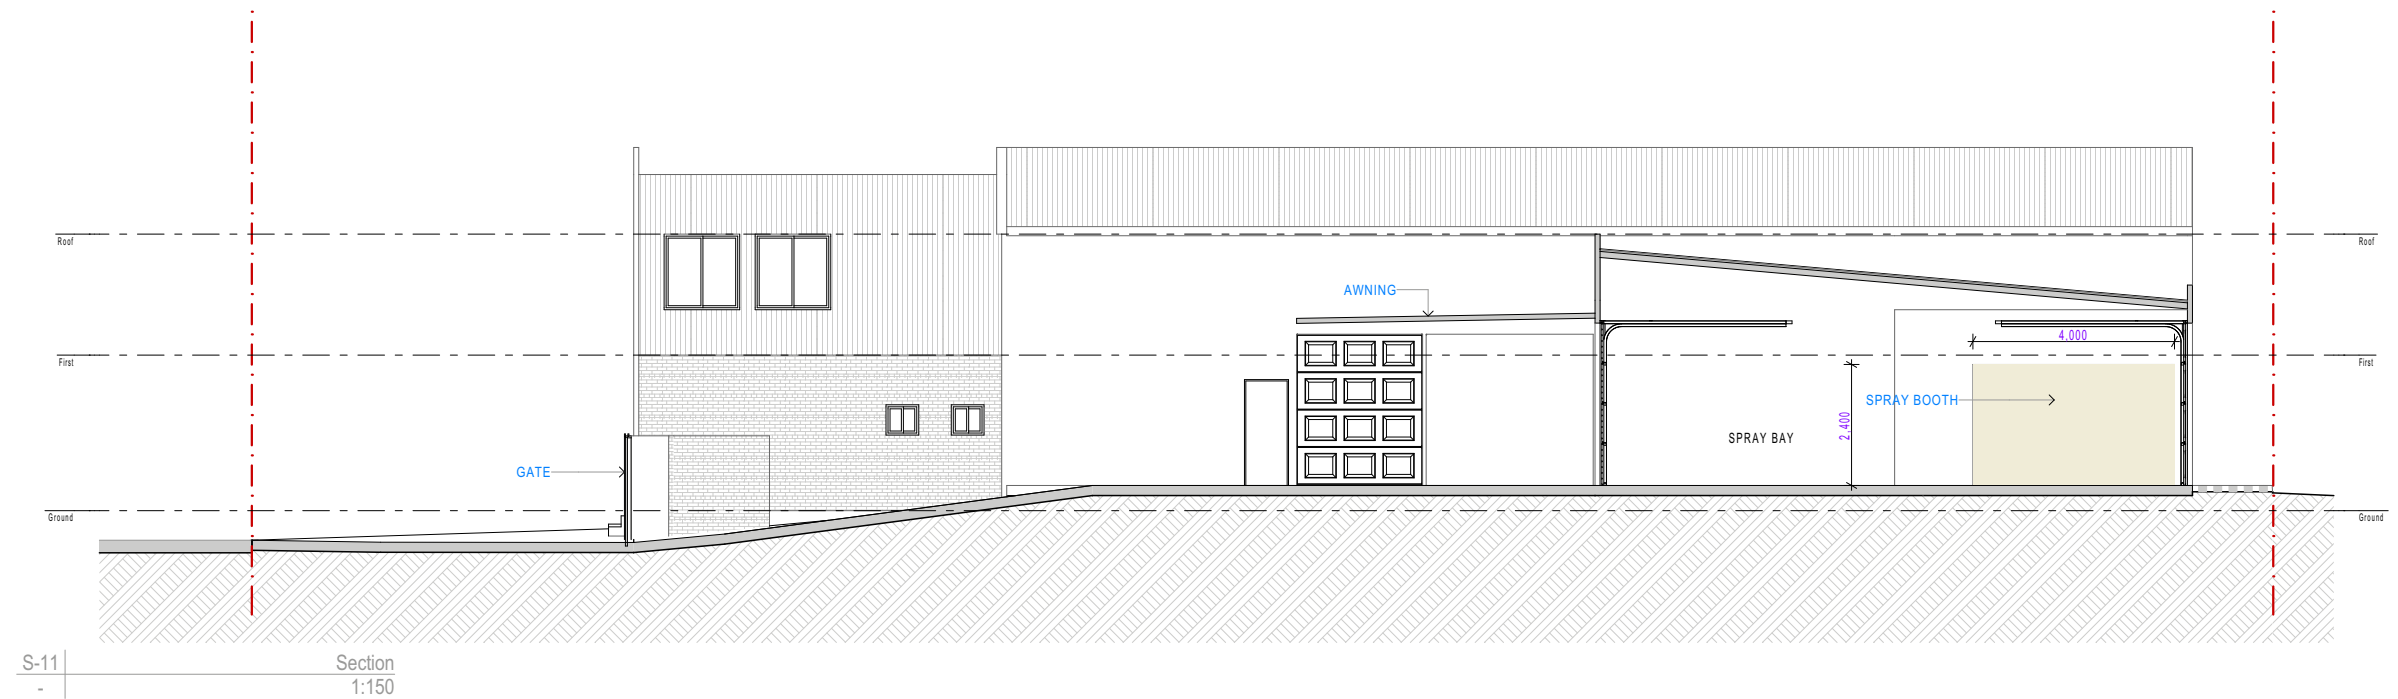 Roof
Roof
AWNING
4,000
First
First
SPRAY BOOTH
2,400
SPRAY BAY
GATE
Ground
Ground
S-11
Section
-
1:150